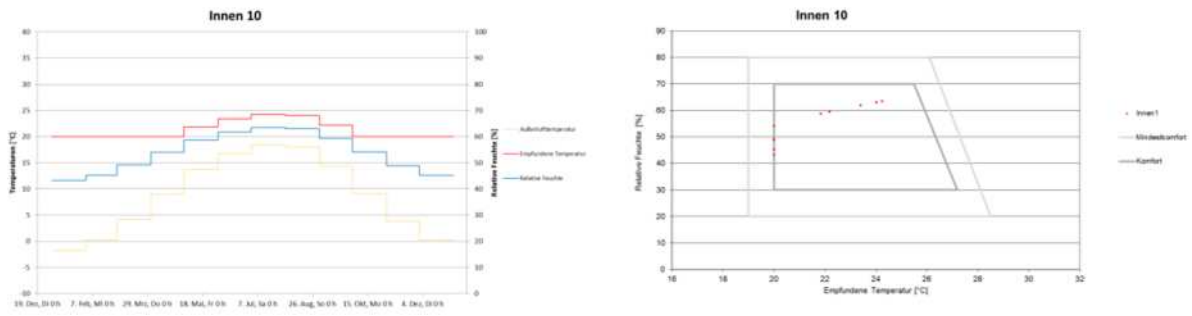 Innen 10
Temperaturen [°C]
40
35
30
25
20
15
10
5
0
-5
-10
100
90
80
70
60
50
40
30
20
10
0
Relative Feuchte [%]
19. Dez, Di 0 h
7. Feb, Mi 0 h
29. Mrz, Do 0 h
18. Mai, Fr 0 h
7. Jul, Sa 0 h
26. Aug, So 0 h
15. Okt, Mo 0 h
4. Dez, Di 0 h
Außenlufttemperatur
Empfundene Temperatur
Relative Feuchte
Innen 10
Relative Feuchte [%]
90
80
70
60
50
40
30
20
10
0
16
18
20
22
24
26
28
30
32
Empfundene Temperatur [°C]
Innen1
Mindestkomfort
Komfort